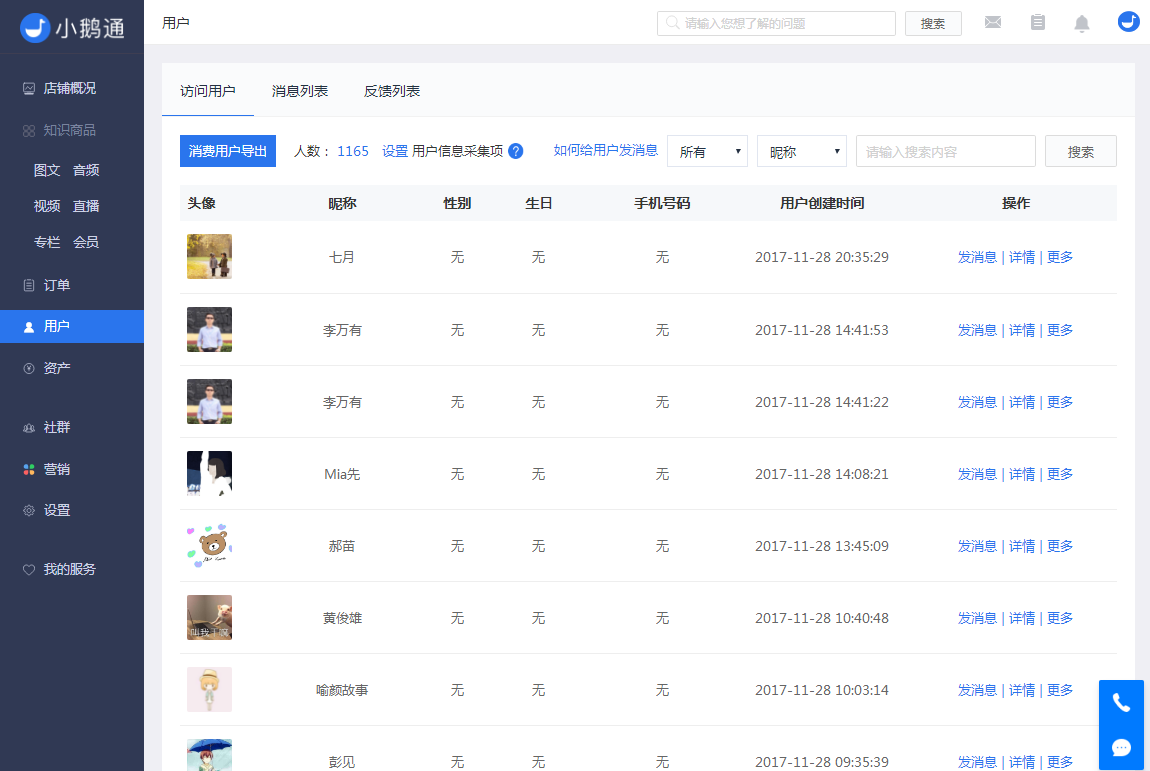 小鹅通
用户
请输入您想了解的问题
搜索
店铺概况
知识商品
图文 音频
视频 直播
专栏 会员
订单
用户
资产
社群
营销
设置
我的服务
访问用户 消息列表 反馈列表
消费用户导出 人数： 1165 设置 用户信息采集项 ? 如何给用户发消息 所有 昵称 请输入搜索内容 搜索
头像 昵称 性别 生日 手机号码 用户创建时间 操作
七月 无 无 无 2017-11-28 20:35:29 发消息 | 详情 | 更多
李万有 无 无 无 2017-11-28 14:41:53 发消息 | 详情 | 更多
李万有 无 无 无 2017-11-28 14:41:22 发消息 | 详情 | 更多
Mia先 无 无 无 2017-11-28 14:08:21 发消息 | 详情 | 更多
郝苗 无 无 无 2017-11-28 13:45:09 发消息 | 详情 | 更多
黄俊雄 无 无 无 2017-11-28 10:40:48 发消息 | 详情 | 更多
喻颜故事 无 无 无 2017-11-28 10:03:14 发消息 | 详情 | 更多
彭见 无 无 无 2017-11-28 09:35:39 发消息 | 详情 | 更多